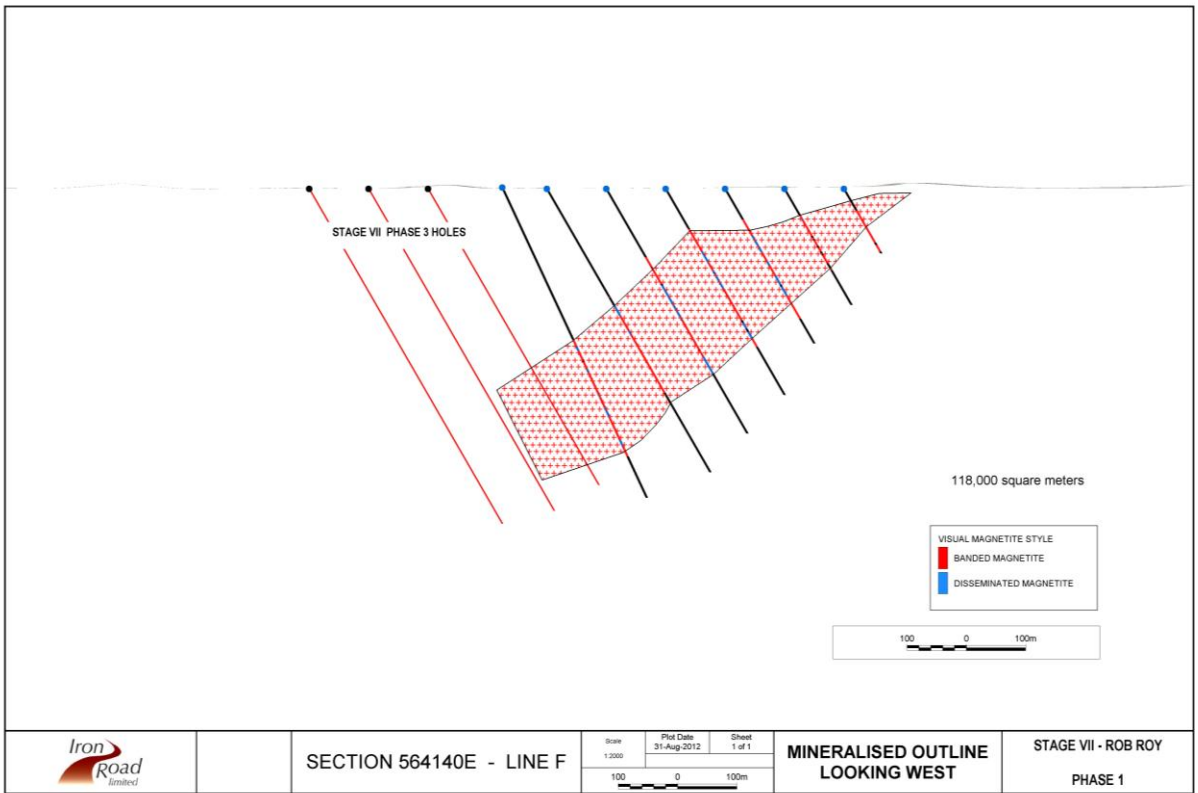 STAGE VII PHASE 3 HOLES
118,000 square meters
VISUAL MAGNETITE STYLE
BANDED MAGNETITE
DISSEMINATED MAGNETITE
100 0 100m
Iron
Road
limited
SECTION 564140E - LINE F
Scale
1:2000
Plot Date
31-Aug-2012
Sheet
1 of 1
100 0 100m
MINERALISED OUTLINE
LOOKING WEST
STAGE VII - ROB ROY
PHASE 1